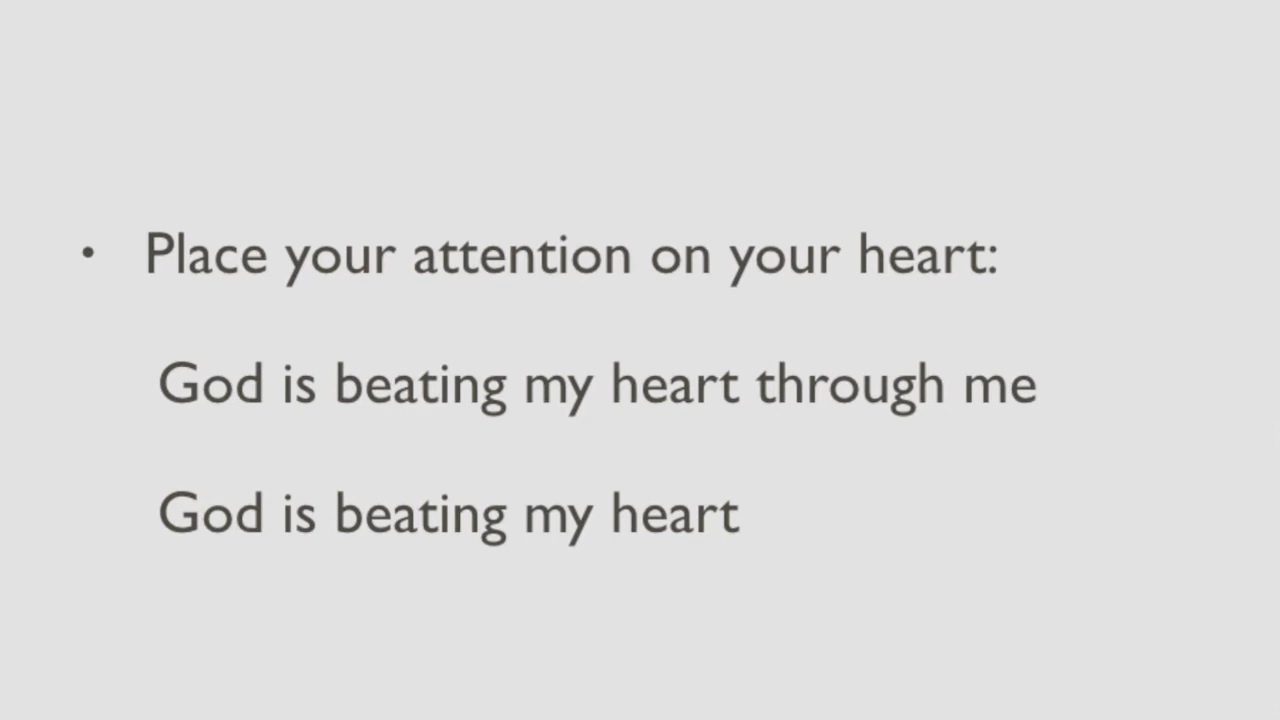 • Place your attention on your heart:
God is beating my heart through me
God is beating my heart